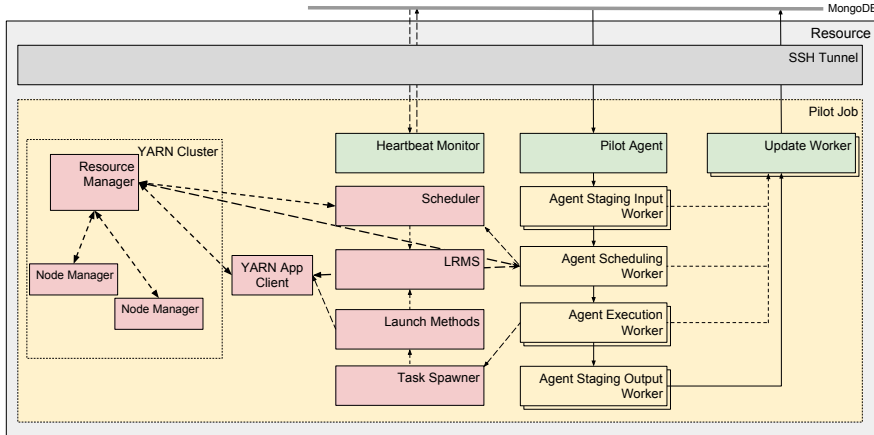 MongoDB
Resource
SSH Tunnel
Pilot Job
YARN Cluster
Resource
Manager
Node Manager
Node Manager
YARN App
Client
Heartbeat Monitor
Scheduler
LRMS
Launch Methods
Task Spawner
Pilot Agent
Agent Staging Input
Worker
Agent Scheduling
Worker
Agent Execution
Worker
Agent Staging Output
Worker
Update Worker